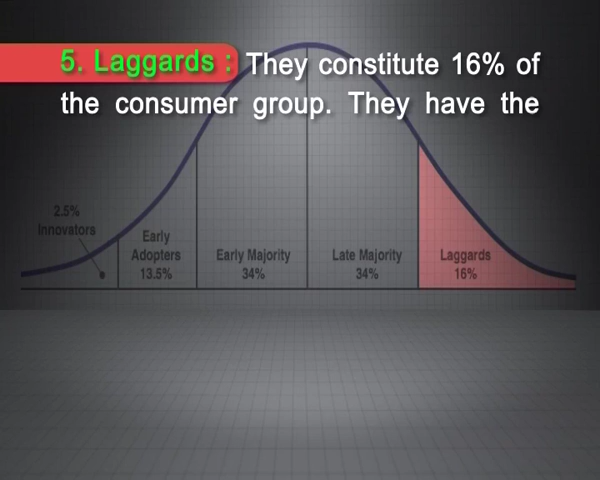 5. Laggards : They constitute 16% of
the consumer group. They have the
2.5%
Innovators
Early
Adopters
13.5%
Early Majority
34%
Late Majority
34%
Laggards
16%